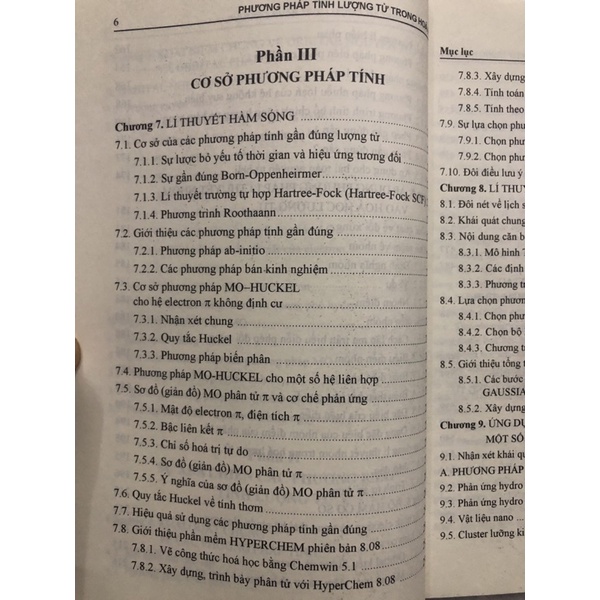 6
PHƯƠNG PHÁP TÍNH LƯỢNG TỬ TRONG HOÁ
Phần III
CƠ SỞ PHƯƠNG PHÁP TÍNH
Chương 7. LÍ THUYẾT HÀM SÓNG
7.1. Cơ sở của các phương pháp tính gần đúng lượng tử
7.1.1. Sự lược bỏ yếu tố thời gian và hiệu ứng tương đối
7.1.2. Sự gần đúng Born-Oppenheirmer
7.1.3. Lí thuyết trường tự hợp Hartree-Fock (Hartree-Fock SCF)
7.1.4. Phương trình Roothaann
7.2. Giới thiệu các phương pháp tính gần đúng
7.2.1. Phương pháp ab-initio
7.2.2. Các phương pháp bán kinh nghiệm
7.3. Cơ sở phương pháp MO–HUCKEL
cho hệ electron π không định cư
7.3.1. Nhận xét chung
7.3.2. Quy tắc Huckel
7.3.3. Phương pháp biến phân
7.4. Phương pháp MO-HUCKEL cho một số hệ liên hợp
7.5. Sơ đồ (giản đồ) MO phân tử π và cơ chế phản ứng
7.5.1. Mật độ electron π, điện tích π
7.5.2. Bậc liên kết π
7.5.3. Chỉ số hoá trị tự do
7.5.4. Sơ đồ (giản đồ) MO phân tử π
7.5.5. Ý nghĩa của sơ đồ (giản đồ) MO phân tử π
7.6. Quy tắc Huckel về tính thơm
7.7. Hiệu quả sử dụng các phương pháp tính gần đúng
7.8. Giới thiệu phần mềm HYPERCHEM phiên bản 8.08
7.8.1. Vẽ công thức hoá học bằng Chemwin 5.1
7.8.2. Xây dựng, trình bày phân tử với HyperChem 8.08
Mục lục
7.8.3. Xây dựng
7.8.4. Tính toán
7.8.5. Tính theo
7.9. Sự lựa chọn phư
7.9.1. Chọn phư
7.9.2. Chọn phư
7.10. Đôi điều lưu ý
Chương 8. LÍ THUY
8.1. Đôi nét về lịch s
8.2. Khái quát chung
8.3. Nội dung căn b
8.3.1. Mô hình T
8.3.2. Các định
8.3.3. Phương tr
8.4. Lựa chọn phươn
8.4.1. Chọn phư
8.4.2. Chọn bộ
8.4.3. Chương tr
8.5. Giới thiệu tổng t
8.5.1. Các bước
GAUSSIA
8.5.2. Xây dựng
Chương 9. ỨNG DỤ
MỘT SỐ
9.1. Nhận xét khái qu
A. PHƯƠNG PHÁP
9.2. Phản ứng hydro
9.3. Phản ứng hydro
9.4. Vật liệu nano
9.5. Cluster lưỡng ki